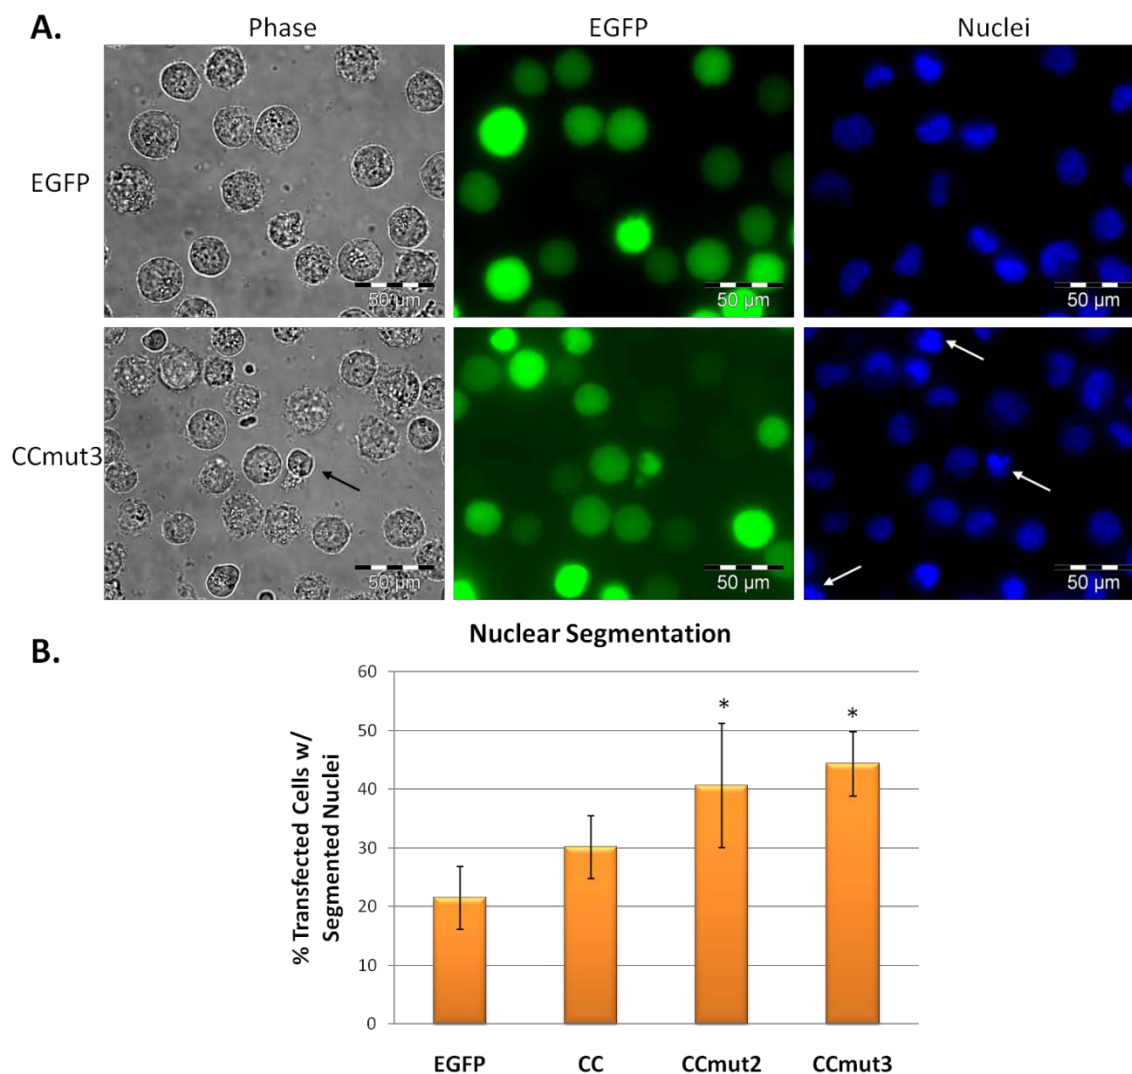 A.
Phase
EGFP
Nuclei
EGFP
50 µm
50 µm
50 µm
CCmut3
50 µm
50 µm
50 µm
B.
Nuclear Segmentation
% Transfected Cells w/
Segmented Nuclei
60
50
40
30
20
10
0
*
*
EGFP
CC
CCmut2
CCmut3